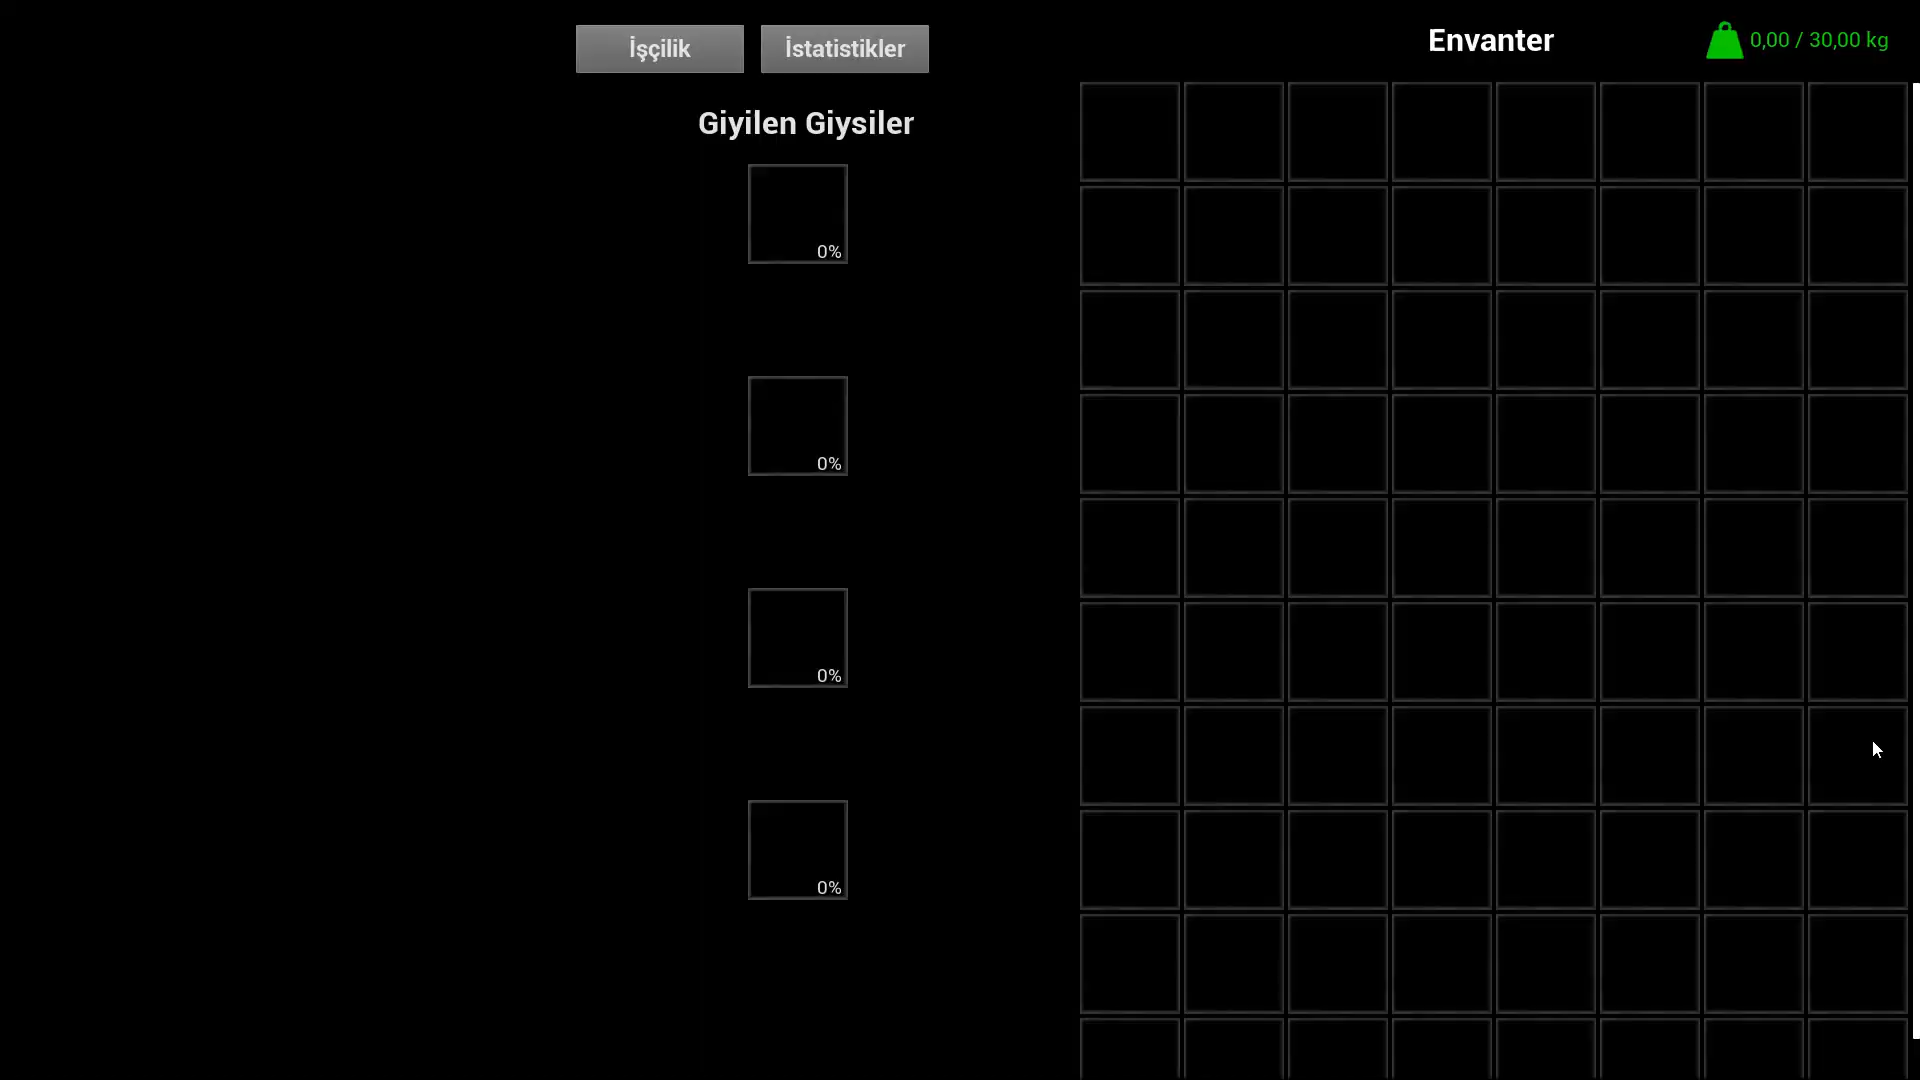 İşçilik
İstatistikler
Envanter
0,00 / 30,00 kg
Giyilen Giysiler
0%
0%
0%
0%